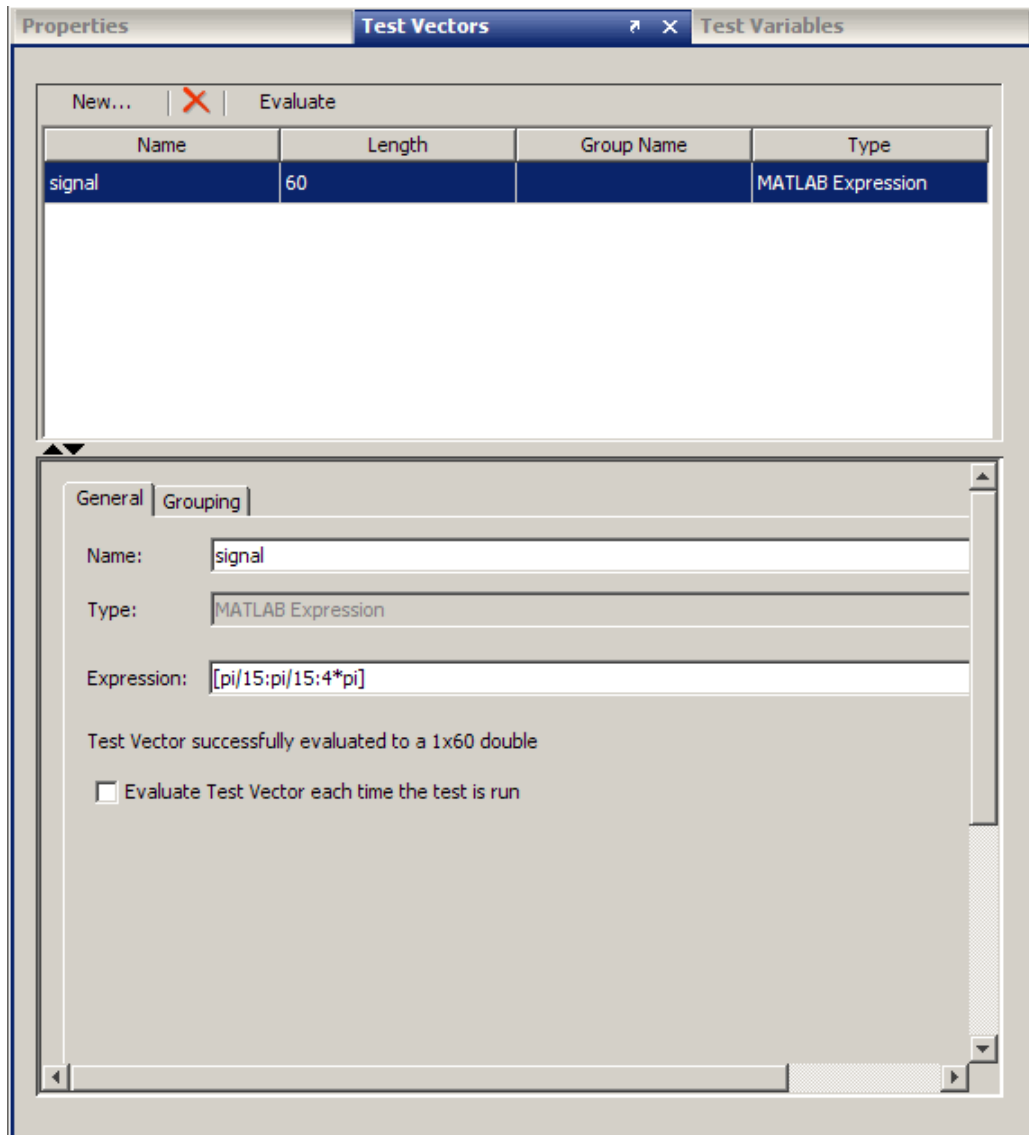 Properties Test Vectors Test Variables
New... Evaluate
Name Length Group Name Type
signal 60 MATLAB Expression
General Grouping
Name: signal
Type: MATLAB Expression
Expression: [pi/15:pi/15:4*pi]
Test Vector successfully evaluated to a 1x60 double
Evaluate Test Vector each time the test is run